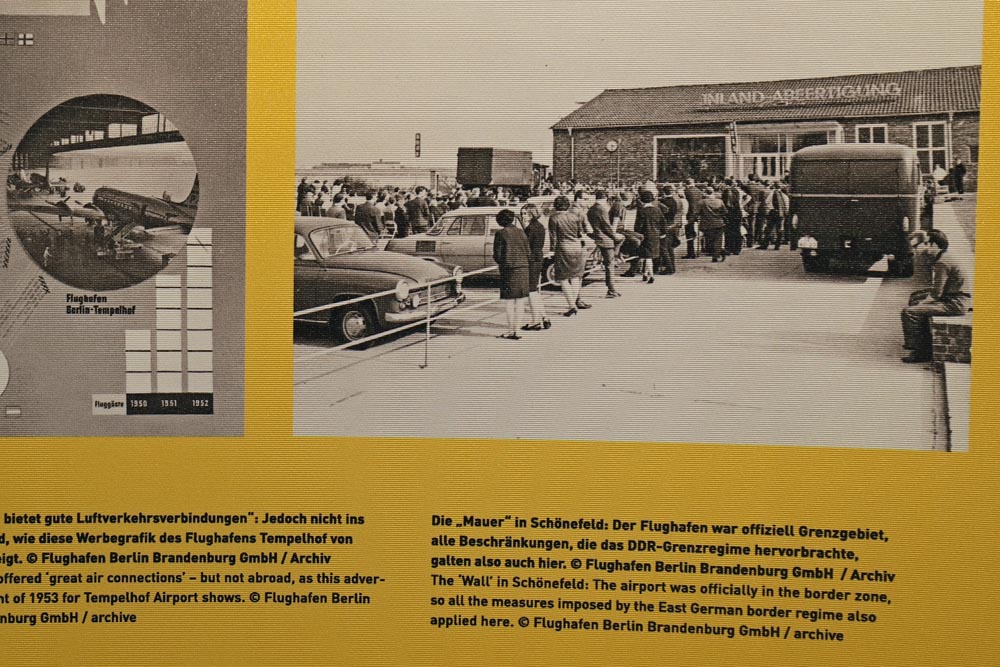 INLAND-ABFERTIGUNG
Flughafen
Berlin-Tempelhof
Fluggäste 1950 1951 1952
bietet gute Luftverkehrsverbindungen“: Jedoch nicht ins
d, wie diese Werbegrafik des Flughafens Tempelhof von
eigt. © Flughafen Berlin Brandenburg GmbH / Archiv
offered ‘great air connections’ – but not abroad, as this adver-
nt of 1953 for Tempelhof Airport shows. © Flughafen Berlin
nburg GmbH / archive
Die „Mauer“ in Schönefeld: Der Flughafen war offiziell Grenzgebiet,
alle Beschränkungen, die das DDR-Grenzregime hervorbrachte,
galten also auch hier. © Flughafen Berlin Brandenburg GmbH / Archiv
The ‘Wall’ in Schönefeld: The airport was officially in the border zone,
so all the measures imposed by the East German border regime also
applied here. © Flughafen Berlin Brandenburg GmbH / archive